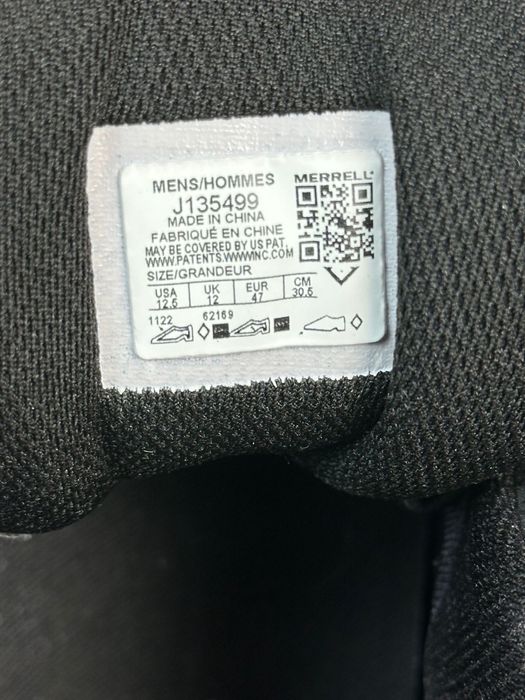 MENS/HOMMES
MERRELL
J135499
MADE IN CHINA
FABRIQUÉ EN CHINE
MAY BE COVERED BY US PAT.
WWW.PATENTS.WWWINC.COM
SIZE/GRANDEUR
USA UK EUR CM
12.5 12 47 30.5
1122 62169